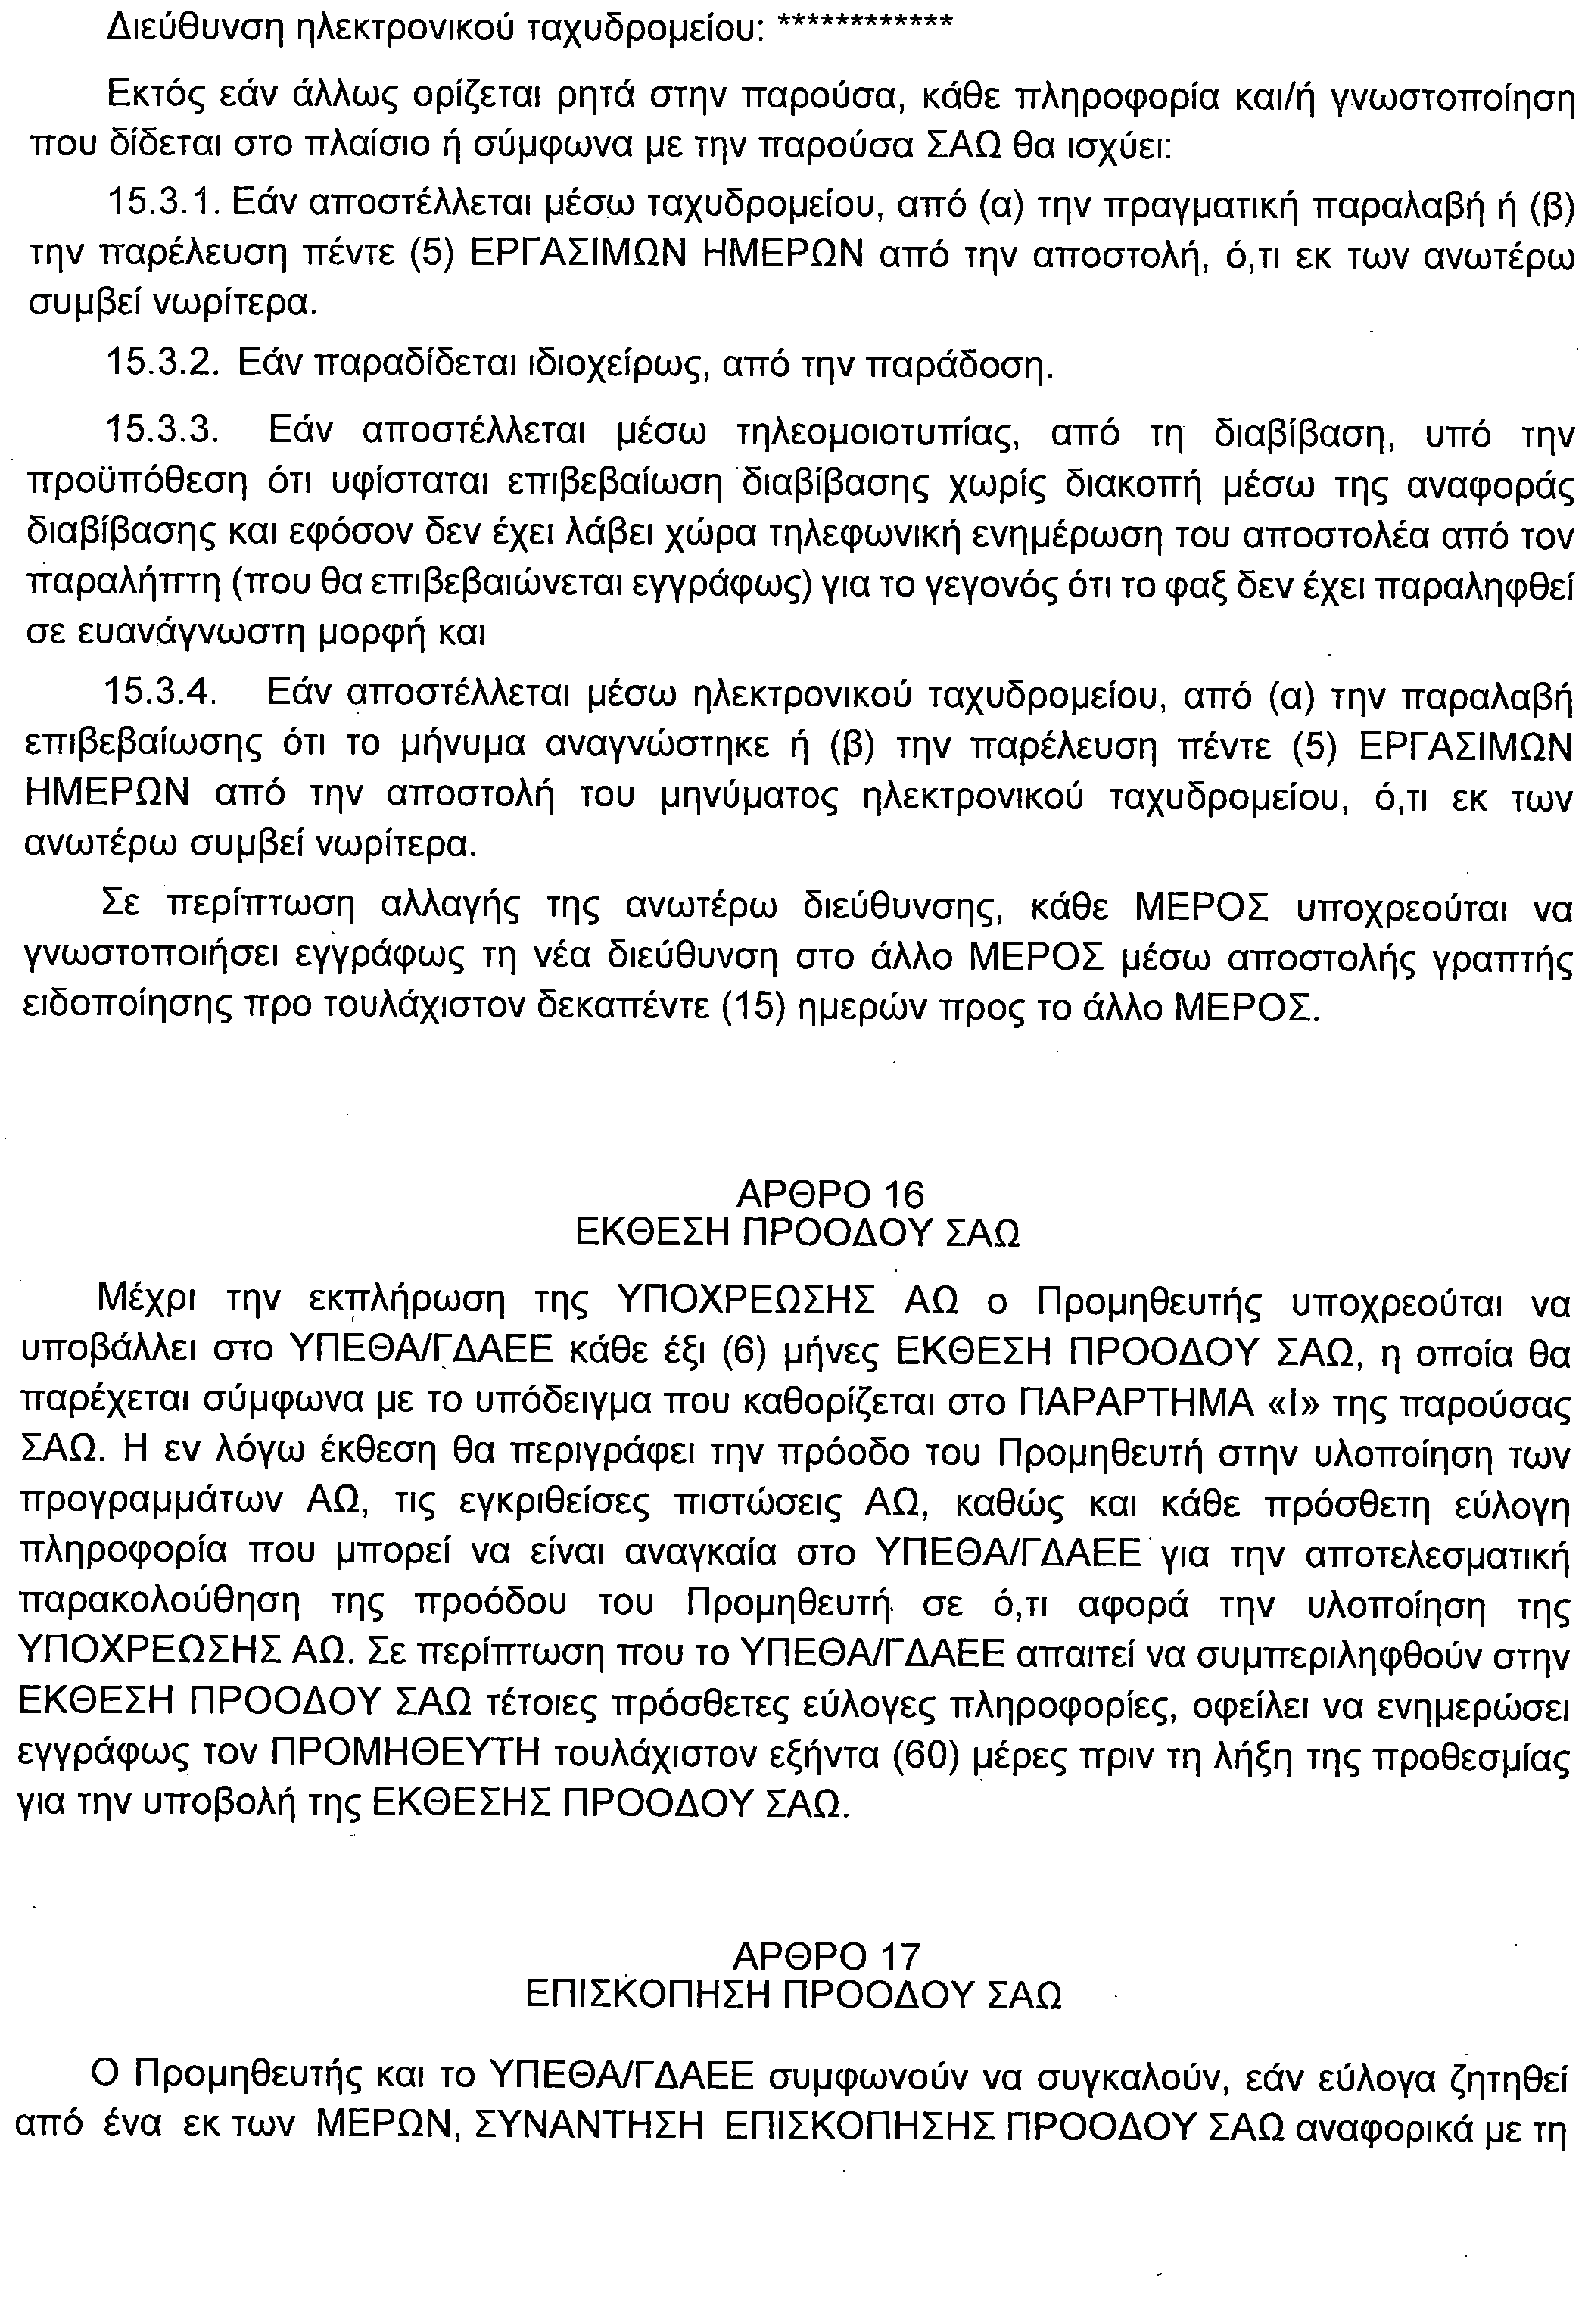 Διεύθυνση ηλεκτρονικού ταχυδρομείου: ************
Εκτός εάν άλλως ορίζεται ρητά στην παρούσα, κάθε πληροφορία και/ή γνωστοποίηση
που δίδεται στο πλαίσιο ή σύμφωνα με την παρούσα ΣΑΩ θα ισχύει:
15.3.1. Εάν αποστέλλεται μέσω ταχυδρομείου, από (α) την πραγματική παραλαβή ή (β)
την παρέλευση πέντε (5) ΕΡΓΑΣΙΜΩΝ ΗΜΕΡΩΝ από την αποστολή, ό,τι εκ των ανωτέρω
συμβεί νωρίτερα.
15.3.2. Εάν παραδίδεται ιδιοχείρως, από την παράδοση.
15.3.3. Εάν αποστέλλεται μέσω τηλεομοιοτυπίας, από τη διαβίβαση, υπό την
προϋπόθεση ότι υφίσταται επιβεβαίωση διαβίβασης χωρίς διακοπή μέσω της αναφοράς
διαβίβασης και εφόσον δεν έχει λάβει χώρα τηλεφωνική ενημέρωση του αποστολέα από τον
παραλήπτη (που θα επιβεβαιώνεται εγγράφως) για το γεγονός ότι το φαξ δεν έχει παραληφθεί
σε ευανάγνωστη μορφή και
15.3.4. Εάν αποστέλλεται μέσω ηλεκτρονικού ταχυδρομείου, από (α) την παραλαβή
επιβεβαίωσης ότι το μήνυμα αναγνώστηκε ή (β) την παρέλευση πέντε (5) ΕΡΓΑΣΙΜΩΝ
ΗΜΕΡΩΝ από την αποστολή του μηνύματος ηλεκτρονικού ταχυδρομείου, ό,τι εκ των
ανωτέρω συμβεί νωρίτερα.
Σε περίπτωση αλλαγής της ανωτέρω διεύθυνσης, κάθε ΜΕΡΟΣ υποχρεούται να
γνωστοποιήσει εγγράφως τη νέα διεύθυνση στο άλλο ΜΕΡΟΣ μέσω αποστολής γραπτής
ειδοποίησης προ τουλάχιστον δεκαπέντε (15) ημερών προς το άλλο ΜΕΡΟΣ.
ΑΡΘΡΟ 16
ΕΚΘΕΣΗ ΠΡΟΟΔΟΥ ΣΑΩ
Μέχρι την εκπλήρωση της ΥΠΟΧΡΕΩΣΗΣ ΑΩ ο Προμηθευτής υποχρεούται να
υποβάλλει στο ΥΠΕΘΑ/ΓΔΑΕΕ κάθε έξι (6) μήνες ΕΚΘΕΣΗ ΠΡΟΟΔΟΥ ΣΑΩ, η οποία θα
παρέχεται σύμφωνα με το υπόδειγμα που καθορίζεται στο ΠΑΡΑΡΤΗΜΑ «Ι» της παρούσας
ΣΑΩ. Η εν λόγω έκθεση θα περιγράφει την πρόοδο του Προμηθευτή στην υλοποίηση των
προγραμμάτων ΑΩ, τις εγκριθείσες πιστώσεις ΑΩ, καθώς και κάθε πρόσθετη εύλογη
πληροφορία που μπορεί να είναι αναγκαία στο ΥΠΕΘΑ/ΓΔΑΕΕ για την αποτελεσματική
παρακολούθηση της προόδου του Προμηθευτή σε ό,τι αφορά την υλοποίηση της
ΥΠΟΧΡΕΩΣΗΣ ΑΩ. Σε περίπτωση που το ΥΠΕΘΑ/ΓΔΑΕΕ απαιτεί να συμπεριληφθούν στην
ΕΚΘΕΣΗ ΠΡΟΟΔΟΥ ΣΑΩ τέτοιες πρόσθετες εύλογες πληροφορίες, οφείλει να ενημερώσει
εγγράφως τον ΠΡΟΜΗΘΕΥΤΗ τουλάχιστον εξήντα (60) μέρες πριν τη λήξη της προθεσμίας
για την υποβολή της ΕΚΘΕΣΗΣ ΠΡΟΟΔΟΥ ΣΑΩ.
ΑΡΘΡΟ 17
ΕΠΙΣΚΟΠΗΣΗ ΠΡΟΟΔΟΥ ΣΑΩ
Ο Προμηθευτής και το ΥΠΕΘΑ/ΓΔΑΕΕ συμφωνούν να συγκαλούν, εάν εύλογα ζητηθεί
από ένα εκ των ΜΕΡΩΝ, ΣΥΝΑΝΤΗΣΗ ΕΠΙΣΚΟΠΗΣΗΣ ΠΡΟΟΔΟΥ ΣΑΩ αναφορικά με τη